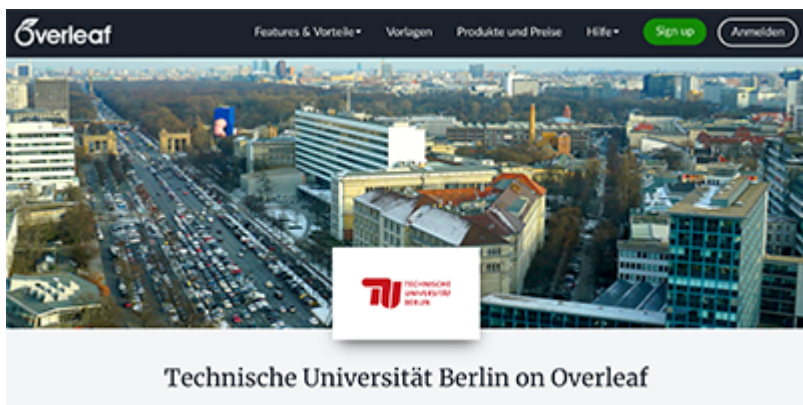 Overleaf
Features & Vorteile Vorlagen Produkte und Preise Hilfe Sign up Anmelden
TECHNISCHE
UNIVERSITÄT
BERLIN
Technische Universität Berlin on Overleaf